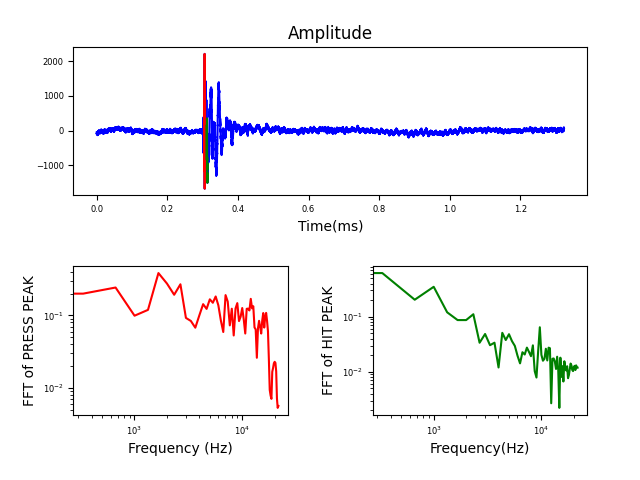 Amplitude
2000
1000
0
−1000
0.0 0.2 0.4 0.6 0.8 1.0 1.2
Time(ms)
FFT of PRESS PEAK
10⁻¹
10⁻²
10³ 10⁴
Frequency (Hz)
FFT of HIT PEAK
10⁻¹
10⁻²
10³ 10⁴
Frequency(Hz)